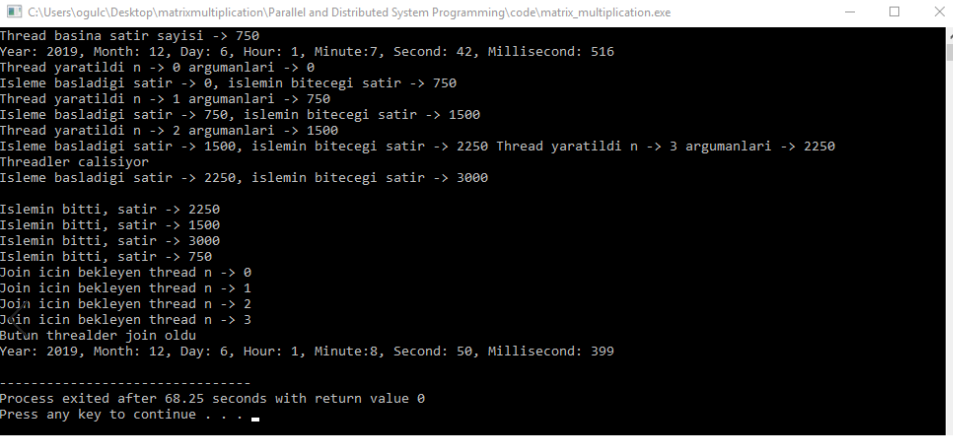 C:\Users\ogulc\Desktop\matrixmultiplication\Parallel and Distributed System Programming\code\matrix_multiplication.exe
Thread basina satir sayisi -> 750
Year: 2019, Month: 12, Day: 6, Hour: 1, Minute:7, Second: 42, Millisecond: 516
Thread yaratildi n -> 0 argumanlari -> 0
Isleme basladigi satir -> 0, islemin bitecegi satir -> 750
Thread yaratildi n -> 1 argumanlari -> 750
Isleme basladigi satir -> 750, islemin bitecegi satir -> 1500
Thread yaratildi n -> 2 argumanlari -> 1500
Isleme basladigi satir -> 1500, islemin bitecegi satir -> 2250 Thread yaratildi n -> 3 argumanlari -> 2250
Threadler calisiyor
Isleme basladigi satir -> 2250, islemin bitecegi satir -> 3000
Islemin bitti, satir -> 2250
Islemin bitti, satir -> 1500
Islemin bitti, satir -> 3000
Islemin bitti, satir -> 750
Join icin bekleyen thread n -> 0
Join icin bekleyen thread n -> 1
Join icin bekleyen thread n -> 2
Join icin bekleyen thread n -> 3
Butun threalder join oldu
Year: 2019, Month: 12, Day: 6, Hour: 1, Minute:8, Second: 50, Millisecond: 399
--------------------------------
Process exited after 68.25 seconds with return value 0
Press any key to continue . . .